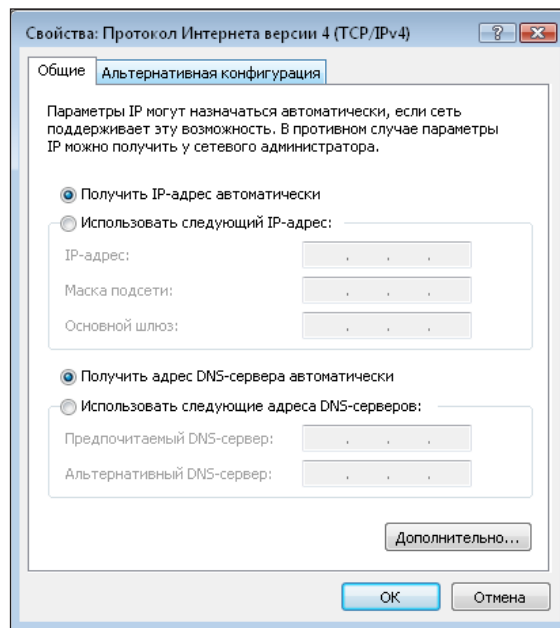 Свойства: Протокол Интернета версии 4 (TCP/IPv4)
Общие
Альтернативная конфигурация
Параметры IP могут назначаться автоматически, если сеть
поддерживает эту возможность. В противном случае параметры
IP можно получить у сетевого администратора.
Получить IP-адрес автоматически
Использовать следующий IP-адрес:
IP-адрес:
Маска подсети:
Основной шлюз:
Получить адрес DNS-сервера автоматически
Использовать следующие адреса DNS-серверов:
Предпочитаемый DNS-сервер:
Альтернативный DNS-сервер:
Дополнительно...
ОК
Отмена